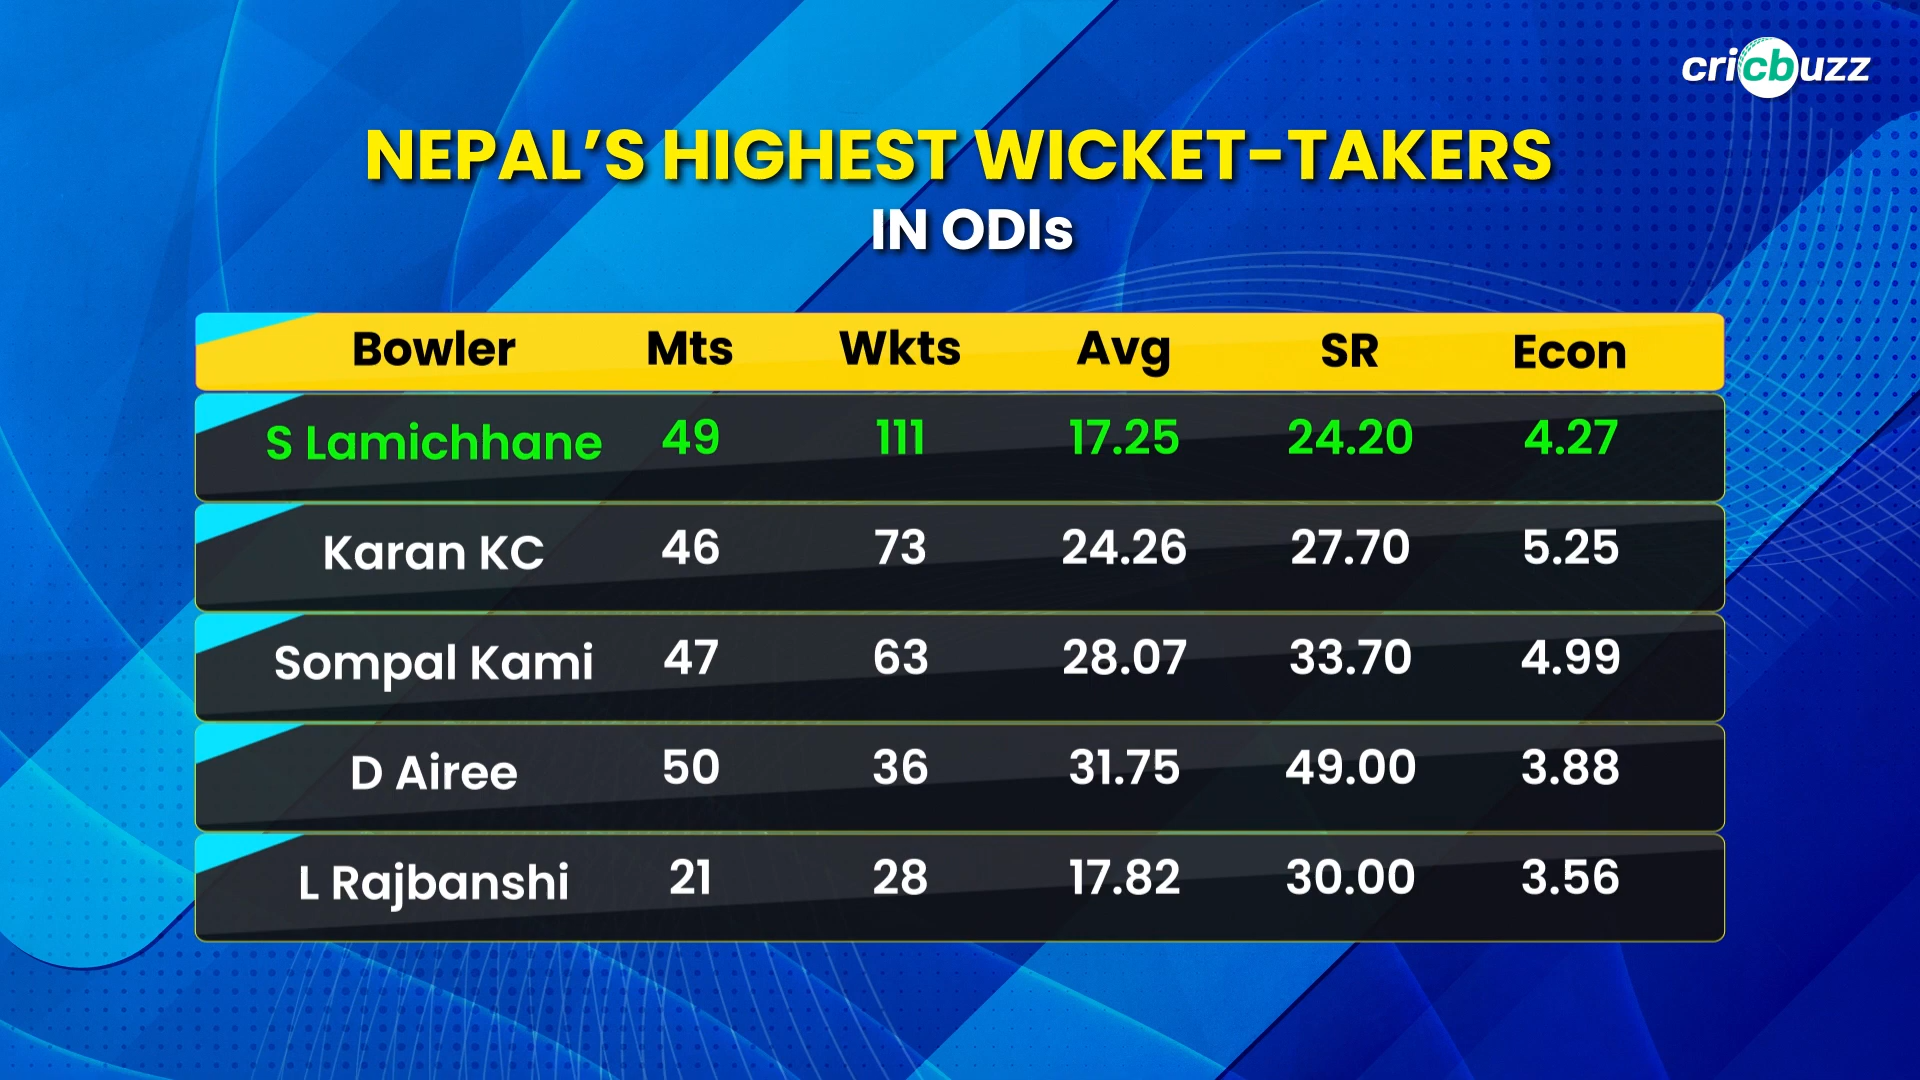 cricbuzz
NEPAL’S HIGHEST WICKET-TAKERS
IN ODIs
Bowler Mts Wkts Avg SR Econ
S Lamichhane 49 111 17.25 24.20 4.27
Karan KC 46 73 24.26 27.70 5.25
Sompal Kami 47 63 28.07 33.70 4.99
D Airee 50 36 31.75 49.00 3.88
L Rajbanshi 21 28 17.82 30.00 3.56